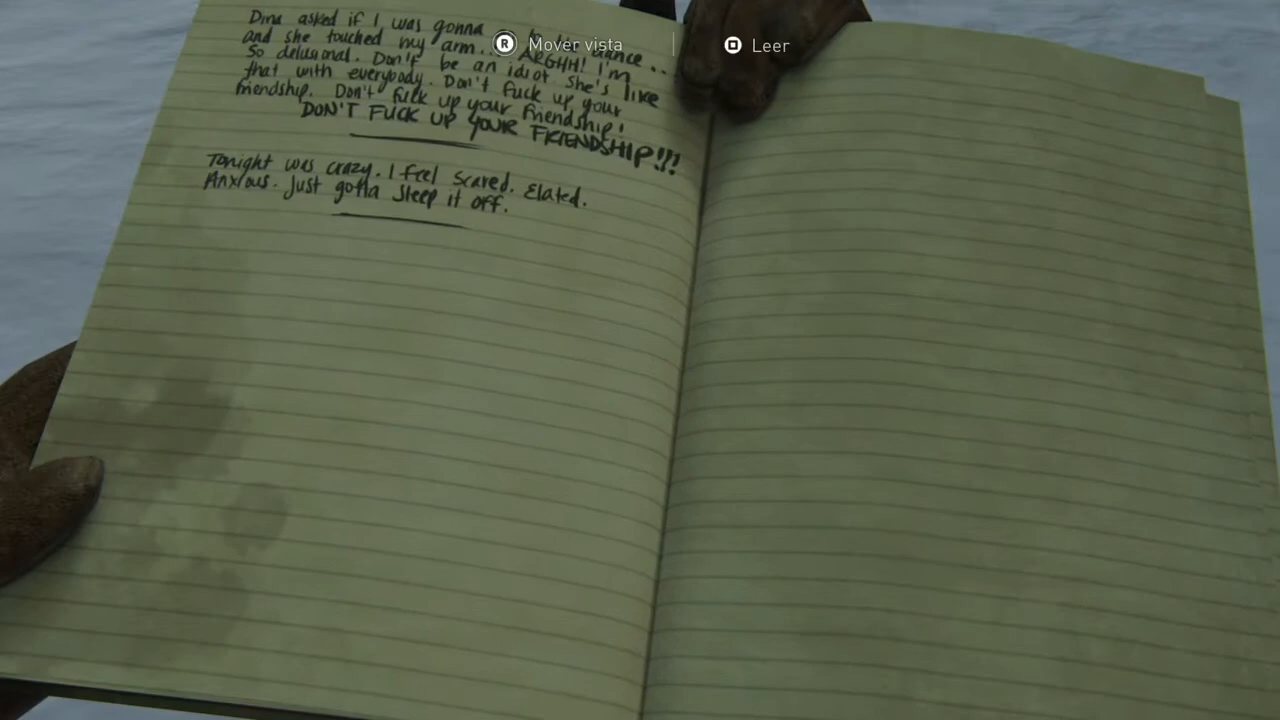 Dina asked if I was gonna
dance..
and she touched my arm.. ARGHH! I'm
so delusional. Don't be an idiot. She's like
that with everybody. Don't fuck up your
friendship. Don't fuck up your friendship!
DON'T FUCK UP YOUR FRIENDSHIP!!!
Tonight was crazy. I feel scared. Elated.
Anxious. Just gotta sleep it off.
R Mover vista
Leer